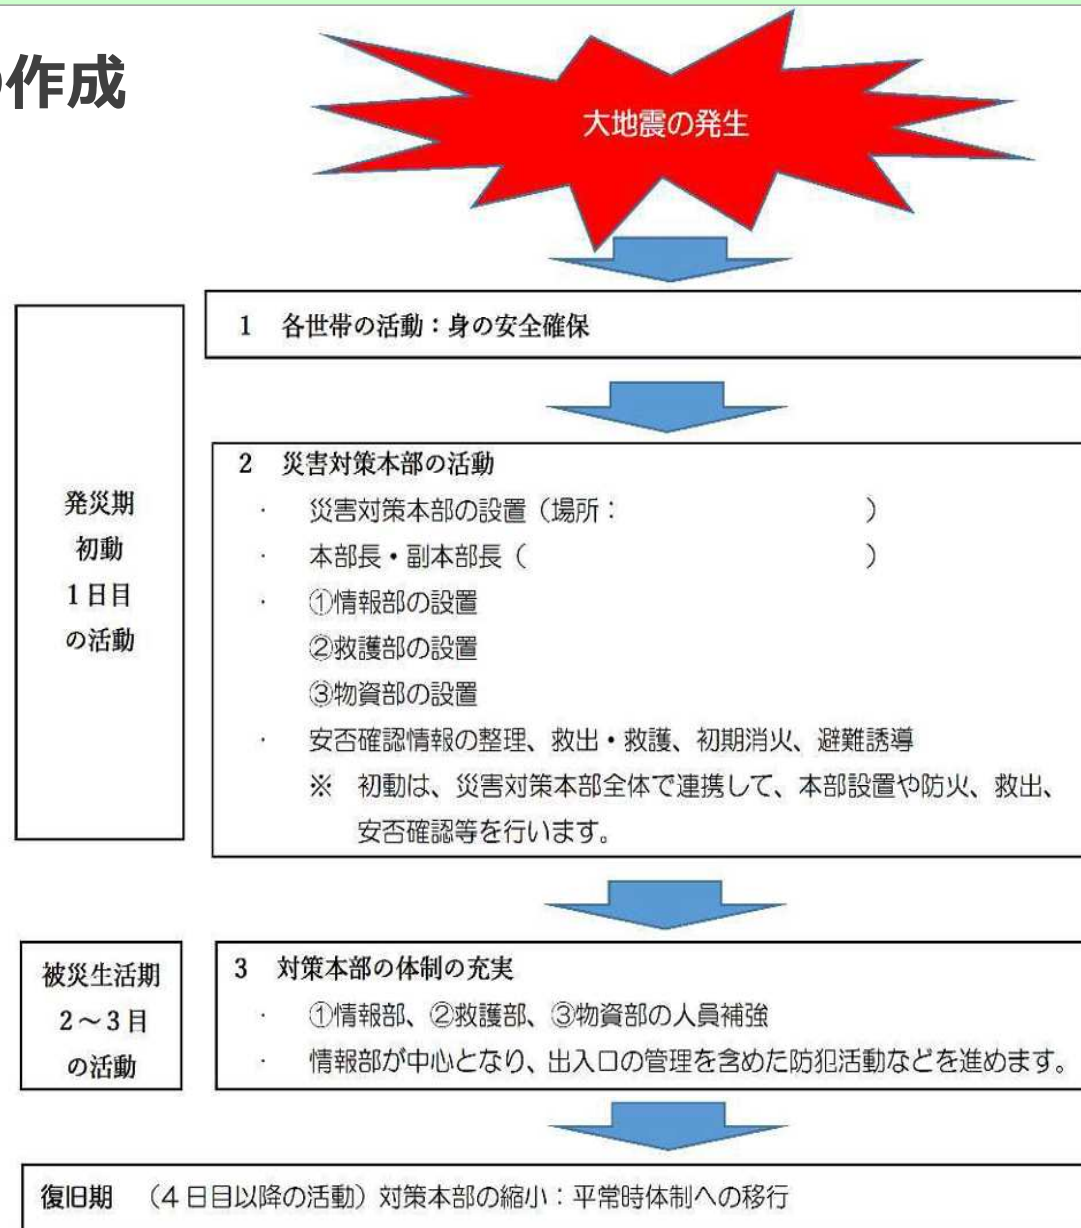 の作成
大地震の発生
1 各世帯の活動：身の安全確保
発災期
初動
1日目
の活動
2 災害対策本部の活動
· 災害対策本部の設置（場所： ）
· 本部長・副本部長（ ）
· ①情報部の設置
②救護部の設置
③物資部の設置
· 安否確認情報の整理、救出・救護、初期消火、避難誘導
※ 初動は、災害対策本部全体で連携して、本部設置や防火、救出、
安否確認等を行います。
被災生活期
2～3目
の活動
3 対策本部の体制の充実
· ①情報部、②救護部、③物資部の人員補強
· 情報部が中心となり、出入口の管理を含めた防犯活動などを進めます。
復旧期 （4日目以降の活動）対策本部の縮小：平常時体制への移行